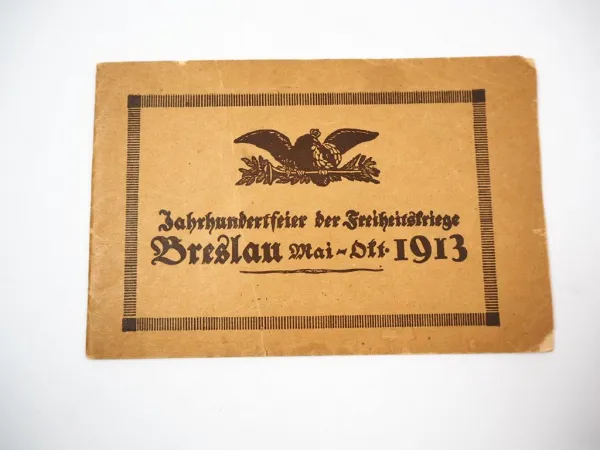 Jahrhundertfeier der Freiheitskriege
Breslau Mai - Okt. 1913